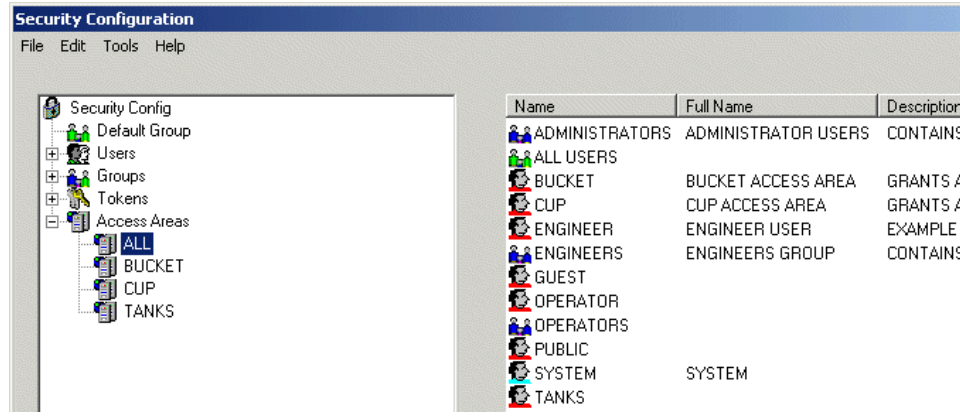 Security Configuration
File Edit Tools Help
Security Config
Default Group
Users
Groups
Tokens
Access Areas
ALL
BUCKET
CUP
TANKS
Name Full Name Description
ADMINISTRATORS ADMINISTRATOR USERS CONTAINS
ALL USERS
BUCKET BUCKET ACCESS AREA GRANTS A
CUP CUP ACCESS AREA GRANTS A
ENGINEER ENGINEER USER EXAMPLE
ENGINEERS ENGINEERS GROUP CONTAINS
GUEST
OPERATOR
OPERATORS
PUBLIC
SYSTEM SYSTEM
TANKS